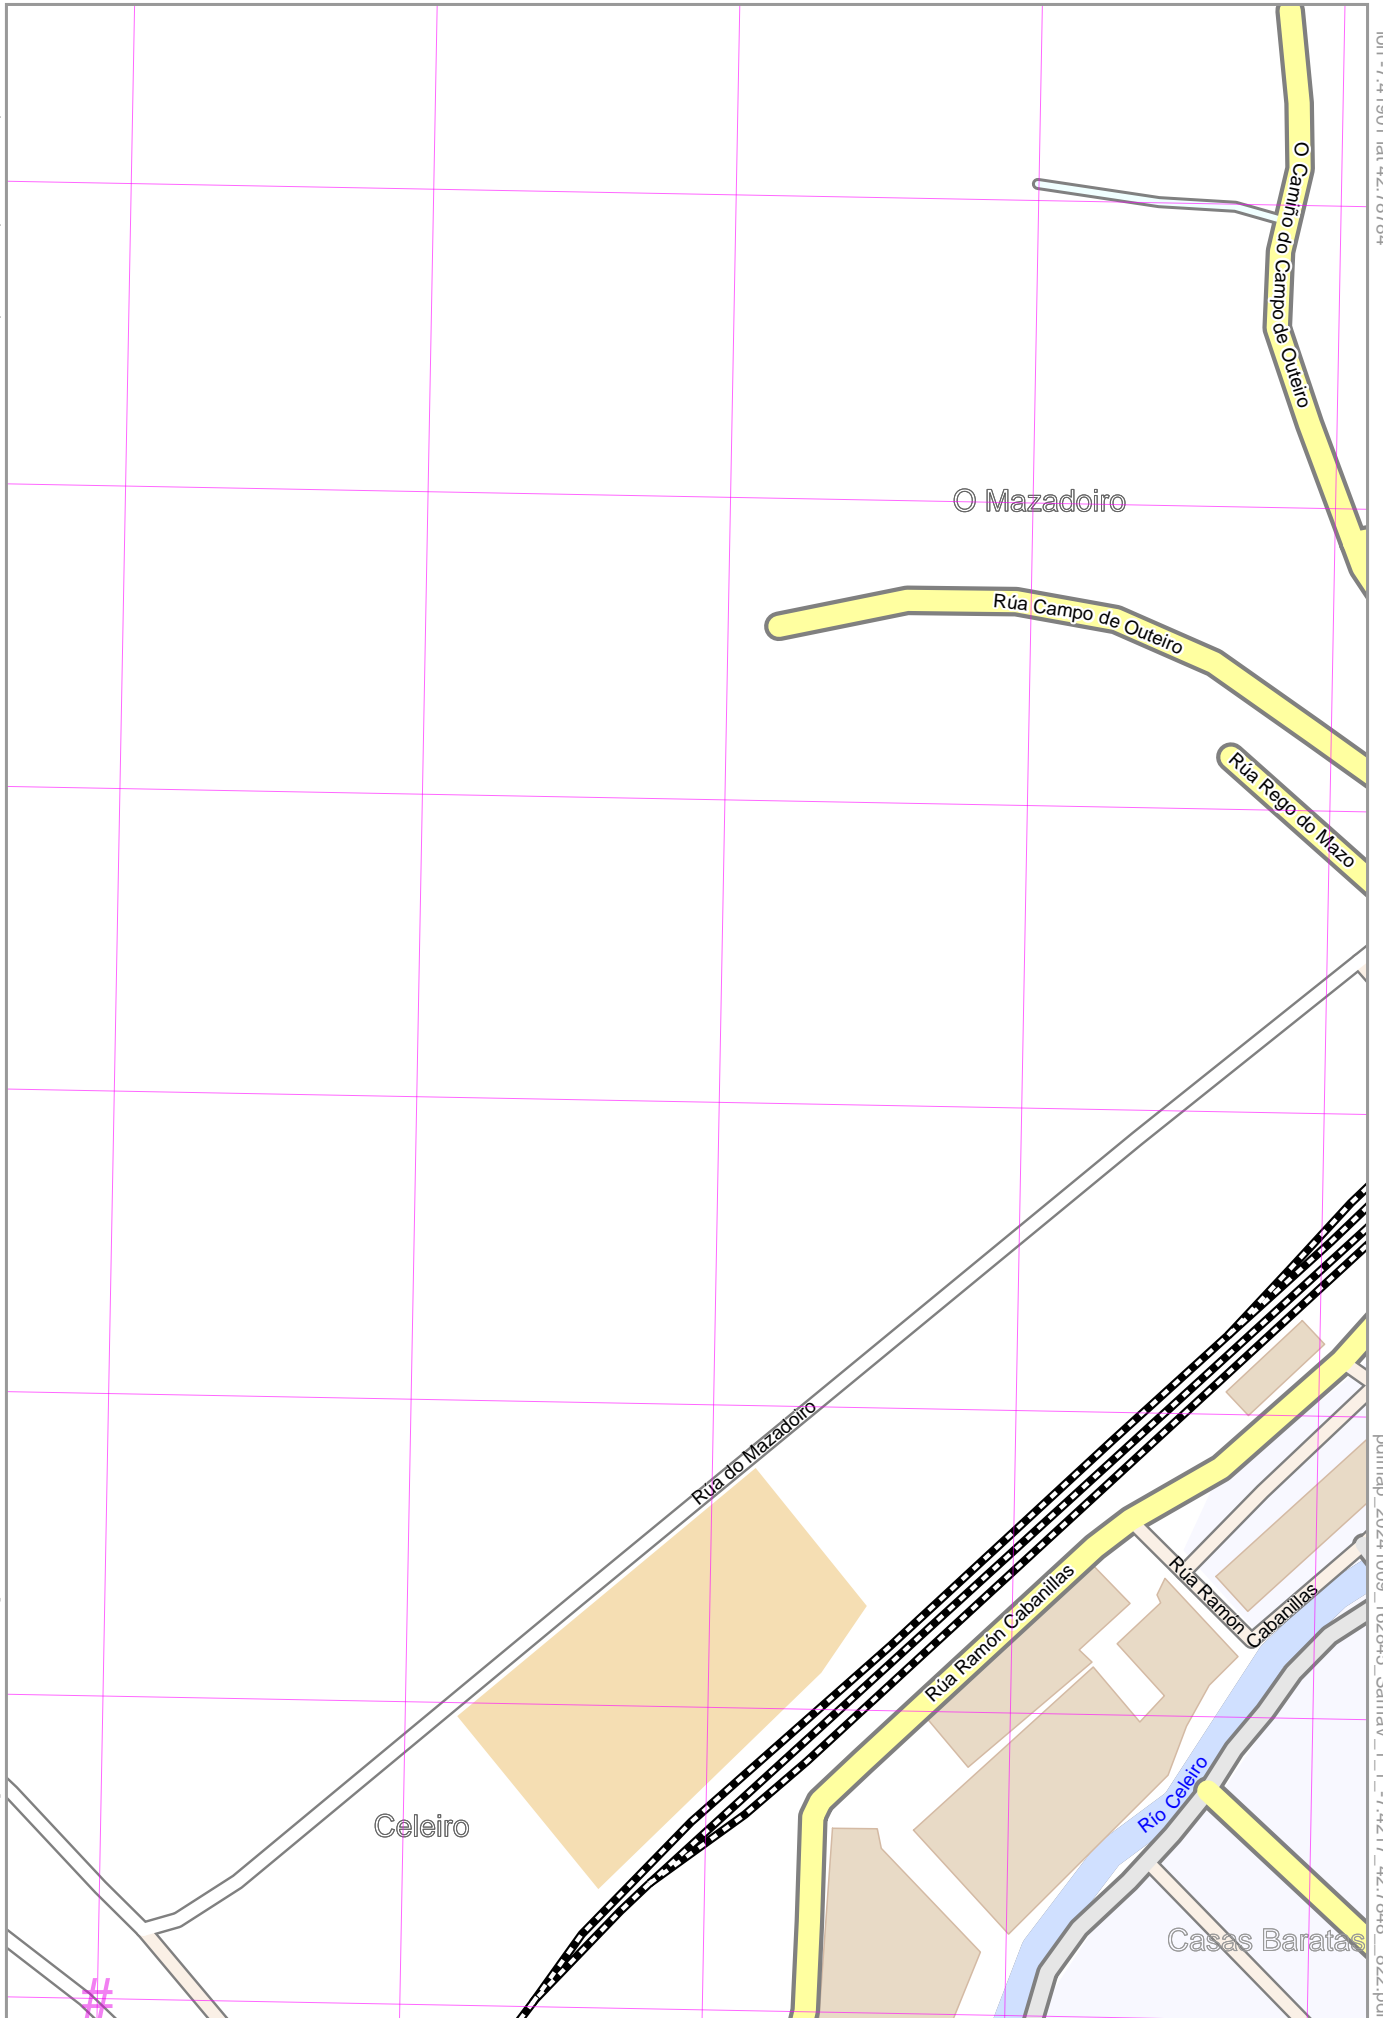 O Camiño do Campo de Outeiro
O Mazadoiro
Rúa Campo de Outeiro
Rúa Rego do Mazo
Rúa do Mazadoiro
Rúa Ramón Cabanillas
Rúa Ramón
Cabanillas
Río Celeiro
Celeiro
Casas Baratas
#